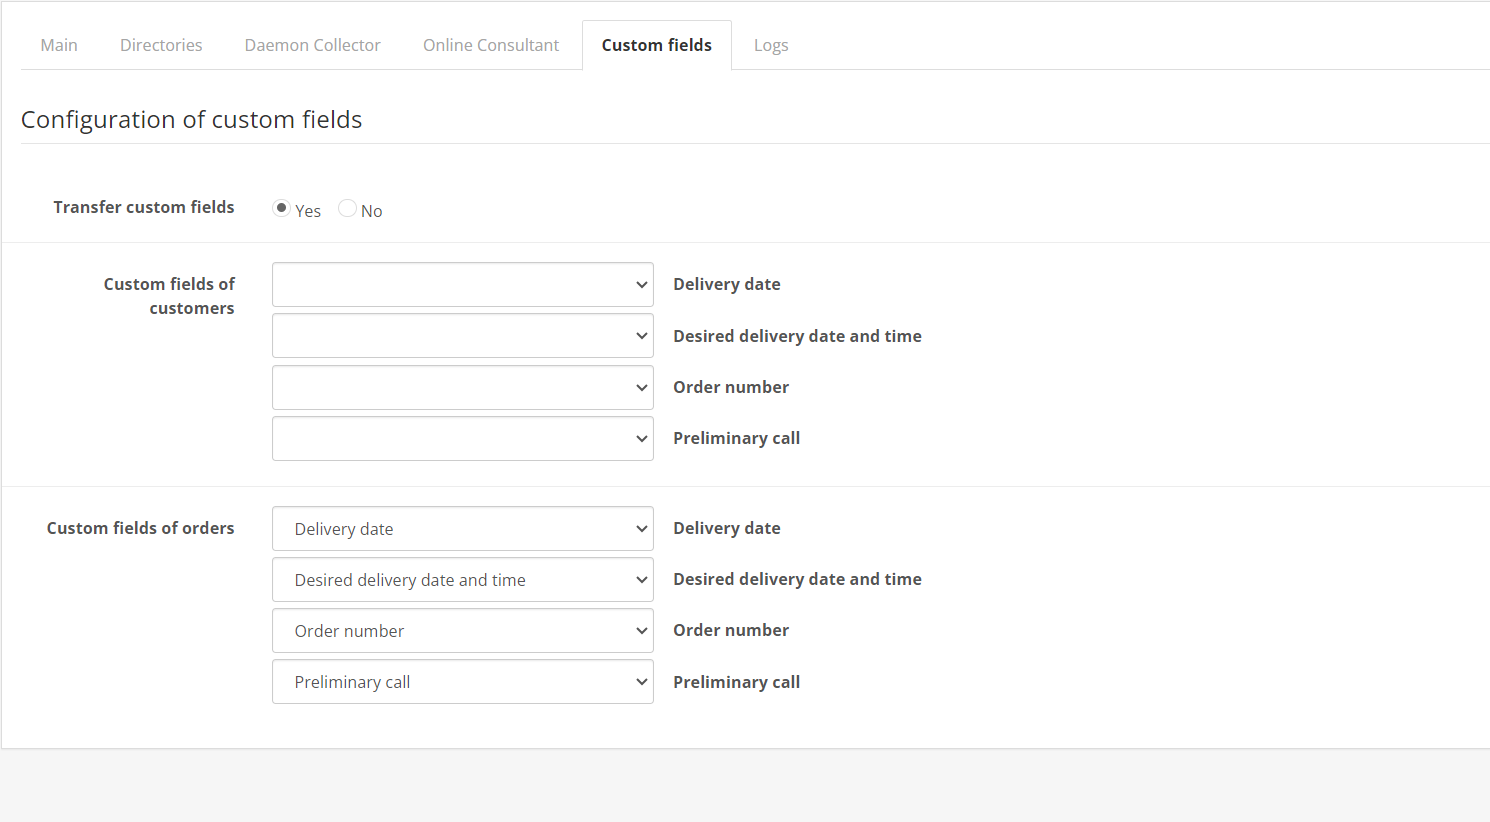 Main Directories Daemon Collector Online Consultant Custom fields Logs
Configuration of custom fields
Transfer custom fields Yes No
Custom fields of customers
Delivery date
Desired delivery date and time
Order number
Preliminary call
Custom fields of orders Delivery date Delivery date
Desired delivery date and time Desired delivery date and time
Order number Order number
Preliminary call Preliminary call